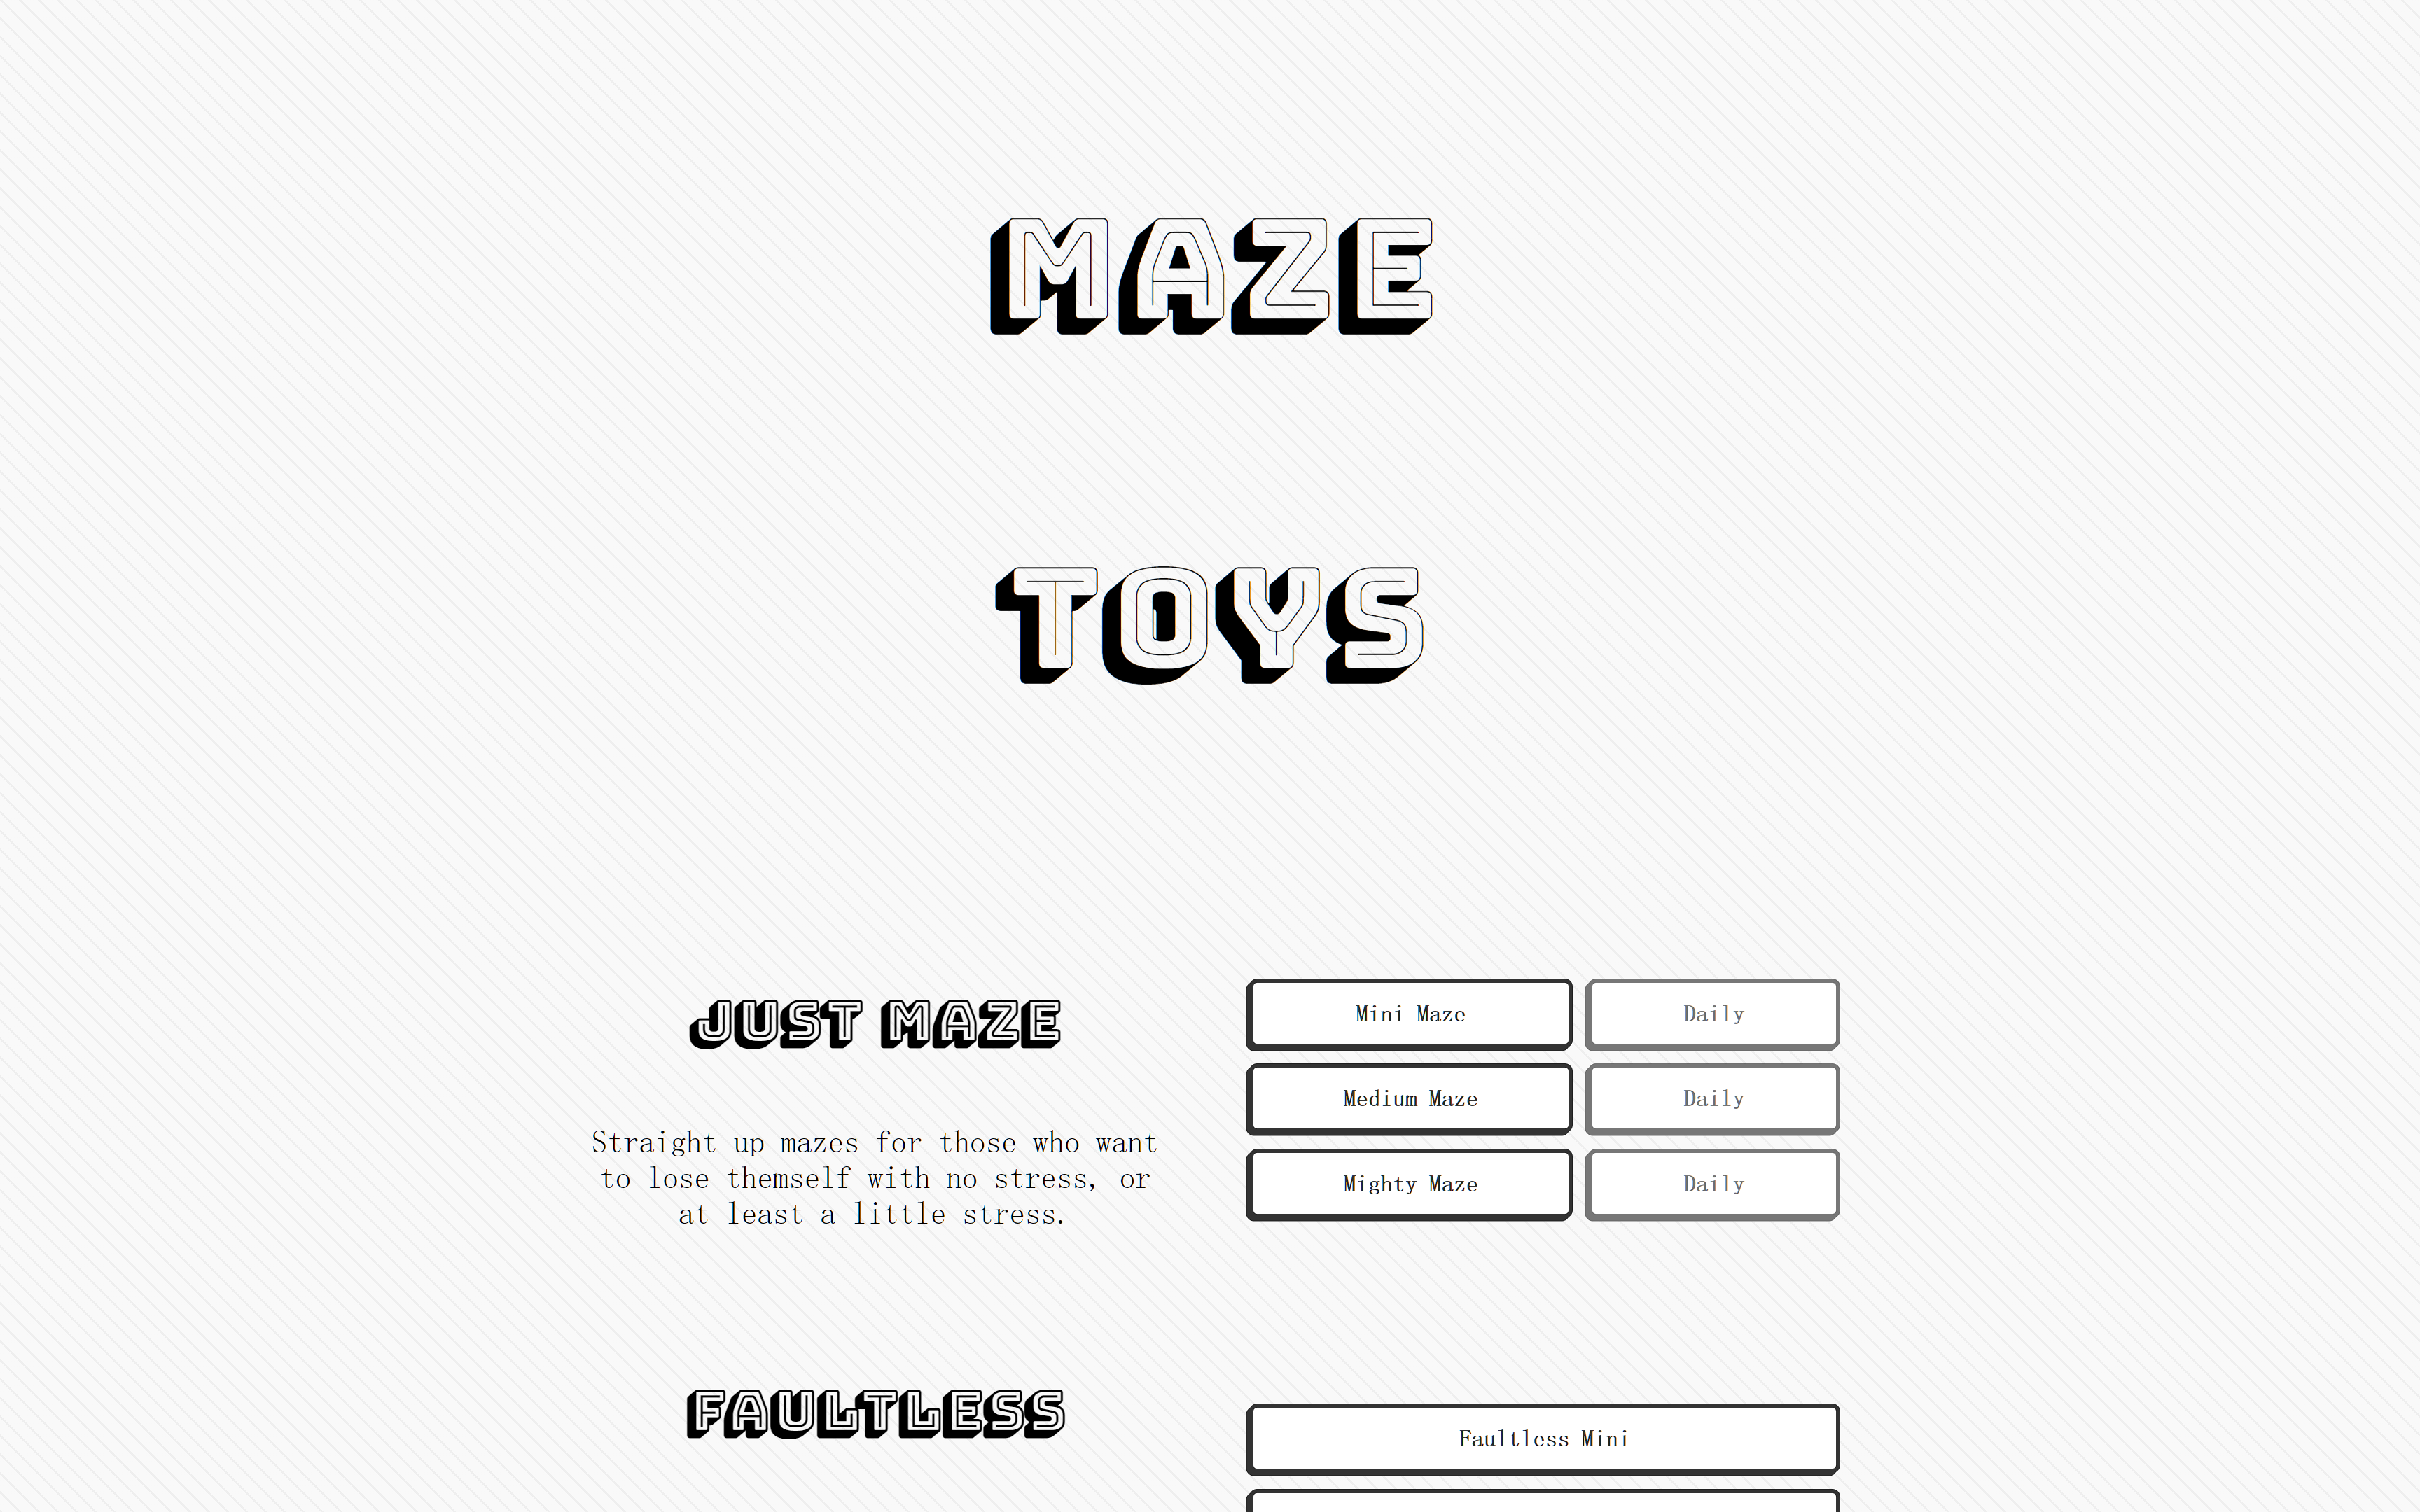 MAZE
TOYS
JUST MAZE
Straight up mazes for those who want
to lose themself with no stress, or
at least a little stress.
Mini Maze
Daily
Medium Maze
Daily
Mighty Maze
Daily
FAULTLESS
Faultless Mini